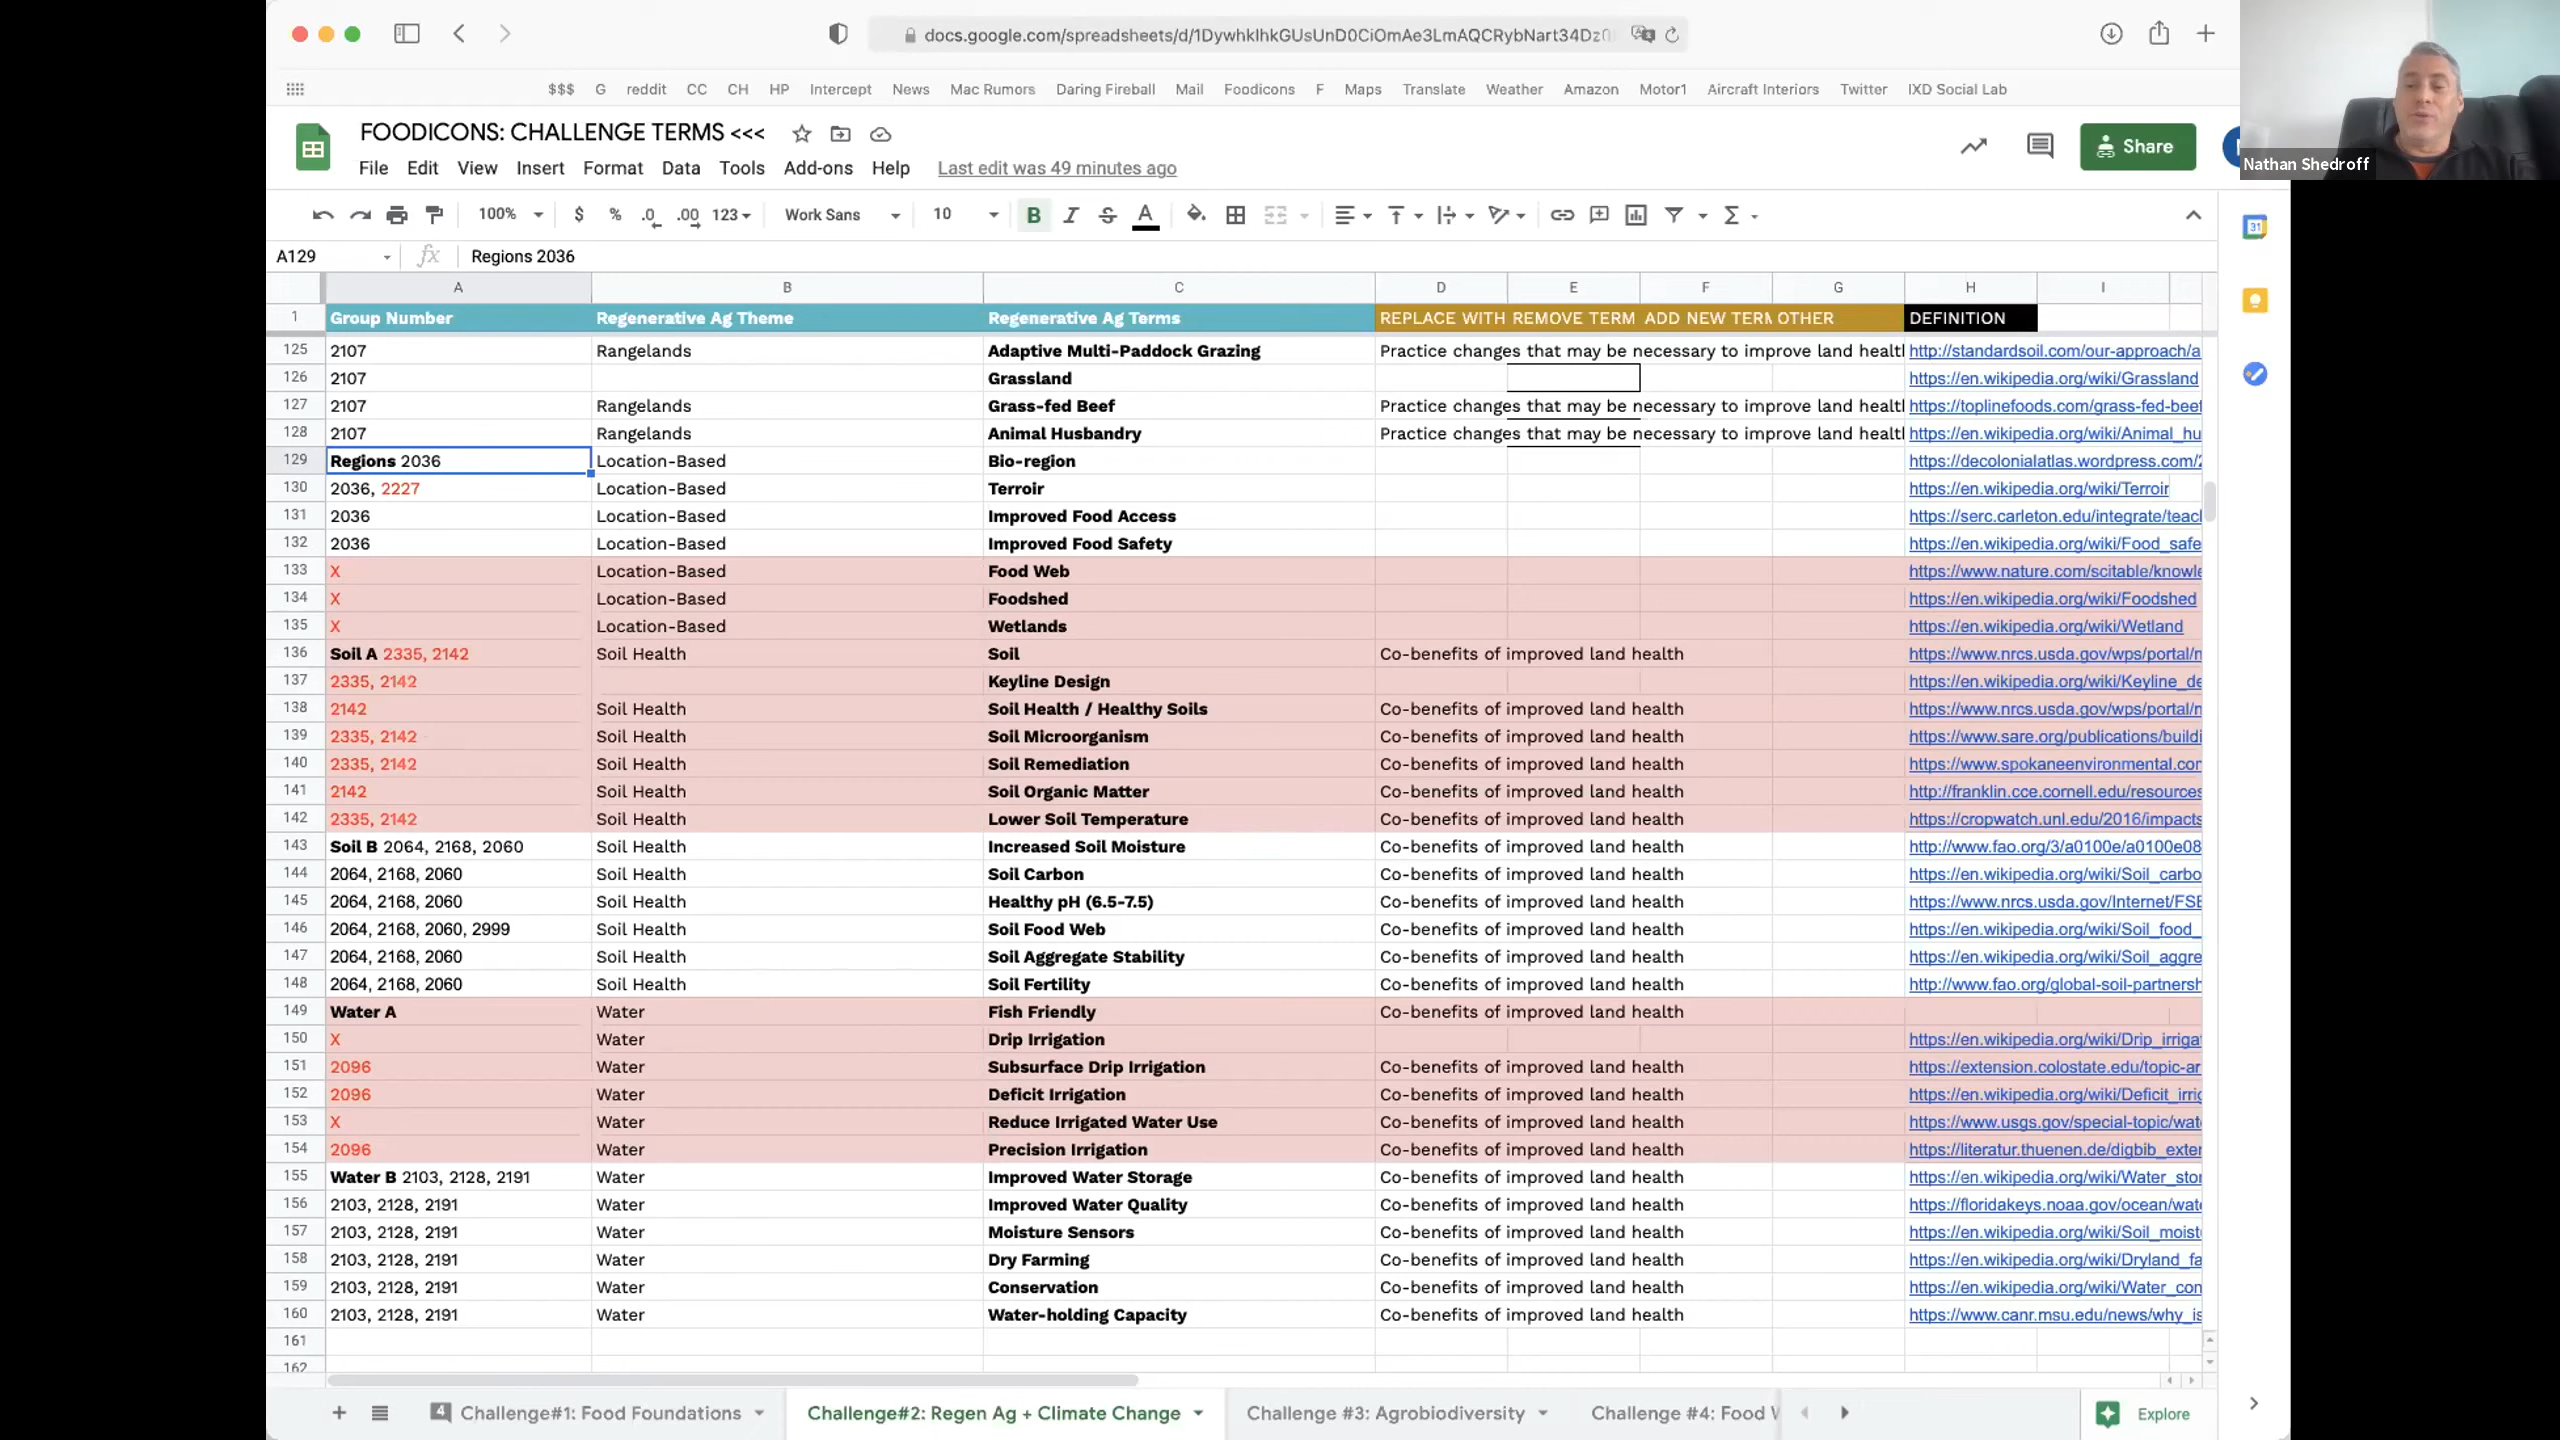 docs.google.com/spreadsheets/d/1DywhkIhkGUsUnD0CiOmAe3LmAQCRybNart34Dz0
$$$ G reddit CC CH HP Intercept News Mac Rumors Daring Fireball Mail Foodicons F Maps Translate Weather Amazon Motor1 Aircraft Interiors Twitter IXD Social Lab
FOODICONS: CHALLENGE TERMS <<<
Share
Nathan Shedroff
File Edit View Insert Format Data Tools Add-ons Help Last edit was 49 minutes ago
100% $ % .0 .00 123 Work Sans 10 B I S A Σ
31
A129 fx Regions 2036
A B C D E F G H I
1 Group Number Regenerative Ag Theme Regenerative Ag Terms REPLACE WITH REMOVE TERM ADD NEW TERM OTHER DEFINITION
125 2107 Rangelands Adaptive Multi-Paddock Grazing Practice changes that may be necessary to improve land healt http://standardsoil.com/our-approach/a
126 2107 Grassland https://en.wikipedia.org/wiki/Grassland
127 2107 Rangelands Grass-fed Beef Practice changes that may be necessary to improve land healt https://toplinefoods.com/grass-fed-beef
128 2107 Rangelands Animal Husbandry Practice changes that may be necessary to improve land healt https://en.wikipedia.org/wiki/Animal_hu
129 Regions 2036 Location-Based Bio-region https://decolonialatlas.wordpress.com/2
130 2036, 2227 Location-Based Terroir https://en.wikipedia.org/wiki/Terroir
131 2036 Location-Based Improved Food Access https://serc.carleton.edu/integrate/teac
132 2036 Location-Based Improved Food Safety https://en.wikipedia.org/wiki/Food_safe
133 X Location-Based Food Web https://www.nature.com/scitable/knowle
134 X Location-Based Foodshed https://en.wikipedia.org/wiki/Foodshed
135 X Location-Based Wetlands https://en.wikipedia.org/wiki/Wetland
136 Soil A 2335, 2142 Soil Health Soil Co-benefits of improved land health https://www.nrcs.usda.gov/wps/portal/n
137 2335, 2142 Keyline Design https://en.wikipedia.org/wiki/Keyline_de
138 2142 Soil Health Soil Health / Healthy Soils Co-benefits of improved land health https://www.nrcs.usda.gov/wps/portal/n
139 2335, 2142 Soil Health Soil Microorganism Co-benefits of improved land health https://www.sare.org/publications/buildi
140 2335, 2142 Soil Health Soil Remediation Co-benefits of improved land health https://www.spokaneenvironmental.con
141 2142 Soil Health Soil Organic Matter Co-benefits of improved land health http://franklin.cce.cornell.edu/resources
142 2335, 2142 Soil Health Lower Soil Temperature Co-benefits of improved land health https://cropwatch.unl.edu/2016/impacts
143 Soil B 2064, 2168, 2060 Soil Health Increased Soil Moisture Co-benefits of improved land health http://www.fao.org/3/a0100e/a0100e08
144 2064, 2168, 2060 Soil Health Soil Carbon Co-benefits of improved land health https://en.wikipedia.org/wiki/Soil_carbo
145 2064, 2168, 2060 Soil Health Healthy pH (6.5-7.5) Co-benefits of improved land health https://www.nrcs.usda.gov/Internet/FSE
146 2064, 2168, 2060, 2999 Soil Health Soil Food Web Co-benefits of improved land health https://en.wikipedia.org/wiki/Soil_food_
147 2064, 2168, 2060 Soil Health Soil Aggregate Stability Co-benefits of improved land health https://en.wikipedia.org/wiki/Soil_aggre
148 2064, 2168, 2060 Soil Health Soil Fertility Co-benefits of improved land health http://www.fao.org/global-soil-partnersh
149 Water A Water Fish Friendly Co-benefits of improved land health
150 X Water Drip Irrigation https://en.wikipedia.org/wiki/Drip_irriga
151 2096 Water Subsurface Drip Irrigation Co-benefits of improved land health https://extension.colostate.edu/topic-ar
152 2096 Water Deficit Irrigation Co-benefits of improved land health https://en.wikipedia.org/wiki/Deficit_irrig
153 X Water Reduce Irrigated Water Use Co-benefits of improved land health https://www.usgs.gov/special-topic/wat
154 2096 Water Precision Irrigation Co-benefits of improved land health https://literatur.thuenen.de/digbib_exter
155 Water B 2103, 2128, 2191 Water Improved Water Storage Co-benefits of improved land health https://en.wikipedia.org/wiki/Water_stor
156 2103, 2128, 2191 Water Improved Water Quality Co-benefits of improved land health https://floridakeys.noaa.gov/ocean/wate
157 2103, 2128, 2191 Water Moisture Sensors Co-benefits of improved land health https://en.wikipedia.org/wiki/Soil_moist
158 2103, 2128, 2191 Water Dry Farming Co-benefits of improved land health https://en.wikipedia.org/wiki/Dryland_fa
159 2103, 2128, 2191 Water Conservation Co-benefits of improved land health https://en.wikipedia.org/wiki/Water_con
160 2103, 2128, 2191 Water Water-holding Capacity Co-benefits of improved land health https://www.canr.msu.edu/news/why_is
161
162
4 Challenge#1: Food Foundations Challenge#2: Regen Ag + Climate Change Challenge #3: Agrobiodiversity Challenge #4: Food Explore